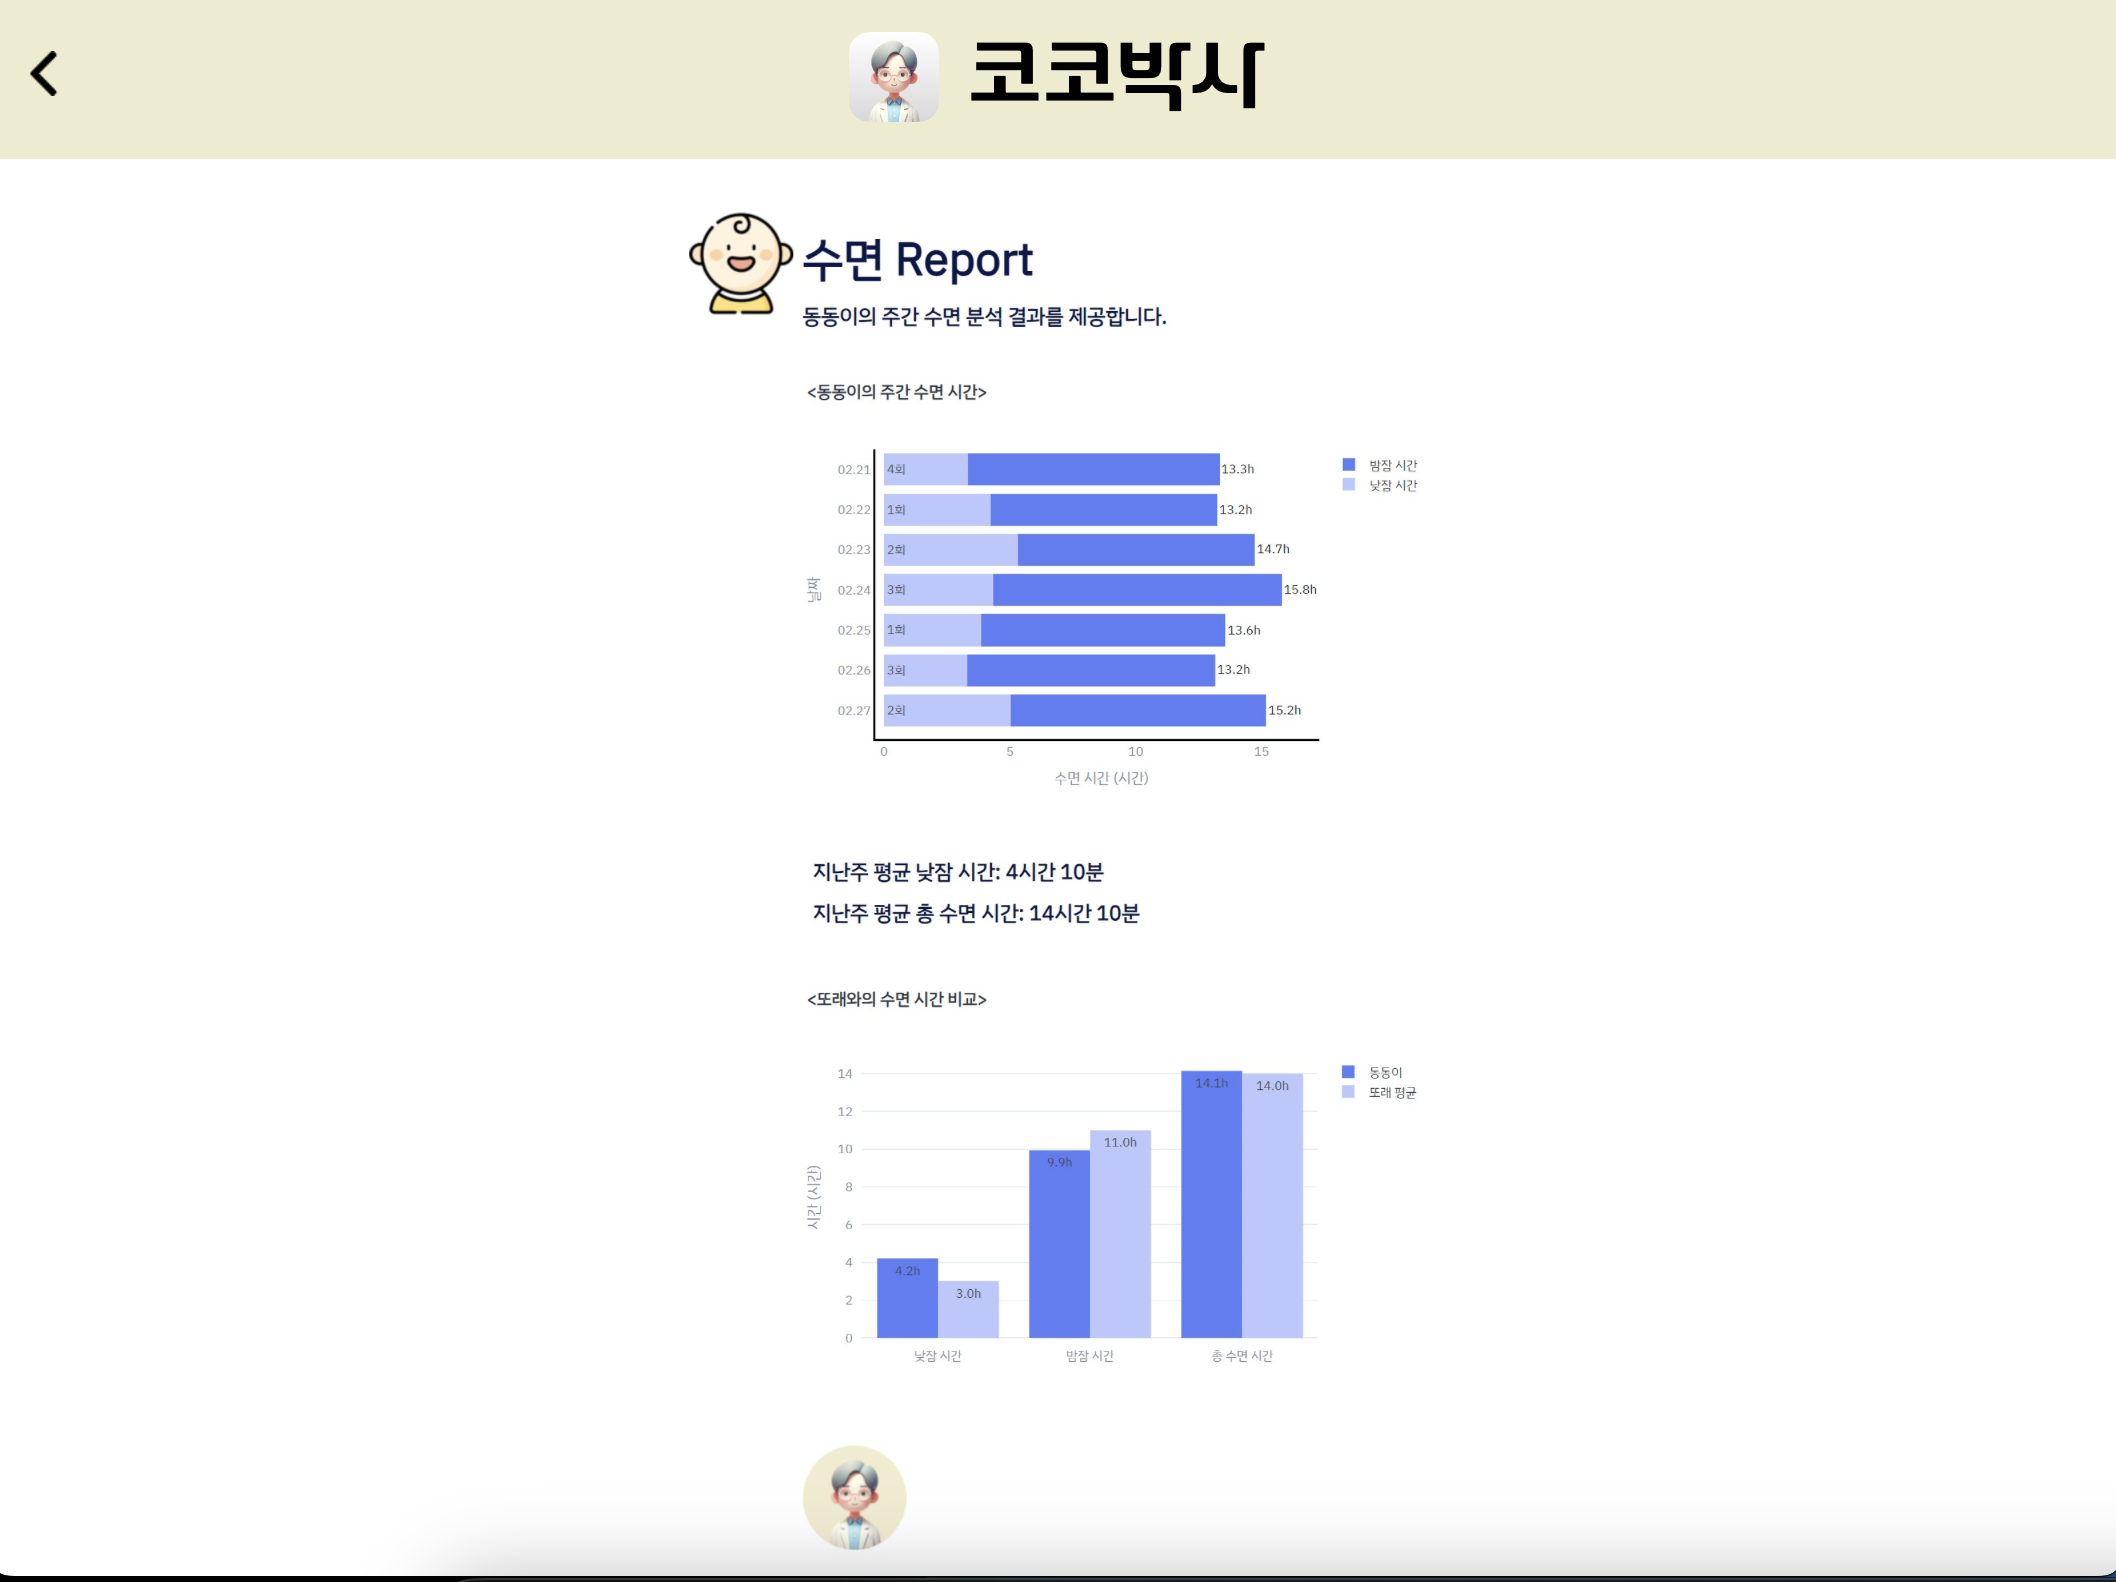 코코박사
수면 Report
동동이의 주간 수면 분석 결과를 제공합니다.
<동동이의 주간 수면 시간>
밤잠 시간
낮잠 시간
날짜
02.21 4회 13.3h
02.22 1회 13.2h
02.23 2회 14.7h
02.24 3회 15.8h
02.25 1회 13.6h
02.26 3회 13.2h
02.27 2회 15.2h
0 5 10 15
수면 시간 (시간)
지난주 평균 낮잠 시간: 4시간 10분
지난주 평균 총 수면 시간: 14시간 10분
<또래와의 수면 시간 비교>
동동이
또래 평균
시간 (시간)
14
12
10
8
6
4
2
0
4.2h 3.0h
9.9h 11.0h
14.1h 14.0h
낮잠 시간 밤잠 시간 총 수면 시간